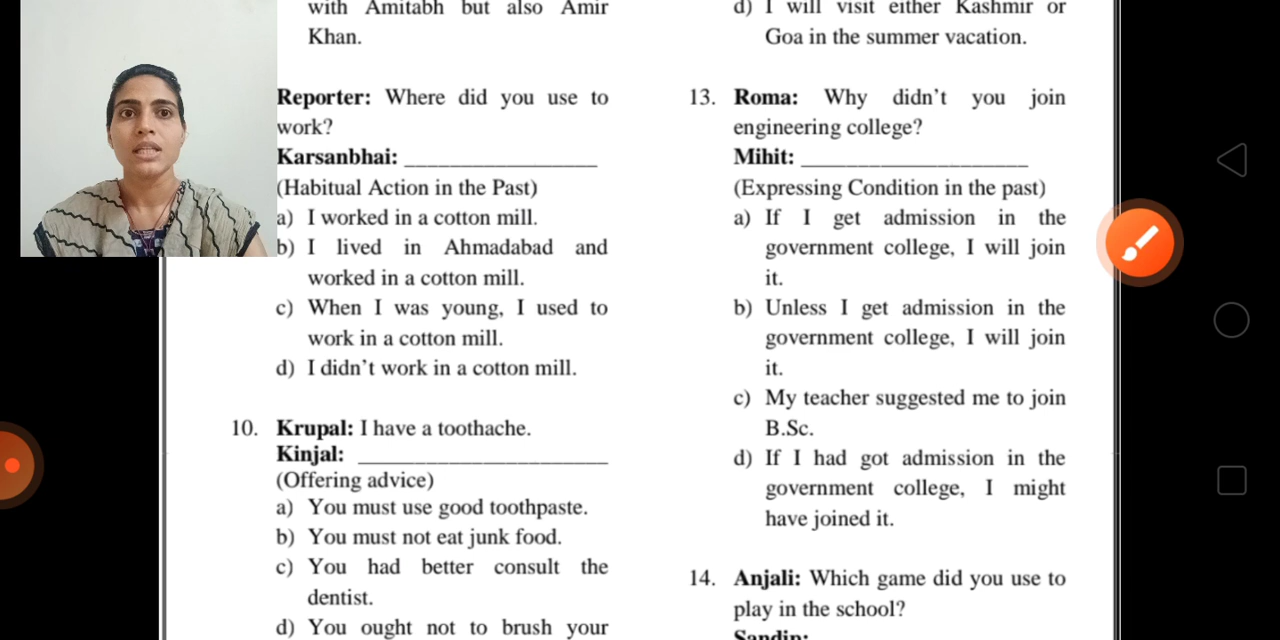 with Amitabh but also Amir
Khan.
Reporter: Where did you use to
work?
Karsanbhai: ________________
(Habitual Action in the Past)
a) I worked in a cotton mill.
b) I lived in Ahmadabad and
worked in a cotton mill.
c) When I was young, I used to
work in a cotton mill.
d) I didn't work in a cotton mill.
10. Krupal: I have a toothache.
Kinjal: ____________________
(Offering advice)
a) You must use good toothpaste.
b) You must not eat junk food.
c) You had better consult the
dentist.
d) You ought not to brush your
d) I will visit either Kashmir or
Goa in the summer vacation.
13. Roma: Why didn't you join
engineering college?
Mihit: ____________________
(Expressing Condition in the past)
a) If I get admission in the
government college, I will join
it.
b) Unless I get admission in the
government college, I will join
it.
c) My teacher suggested me to join
B.Sc.
d) If I had got admission in the
government college, I might
have joined it.
14. Anjali: Which game did you use to
play in the school?
Sandip: